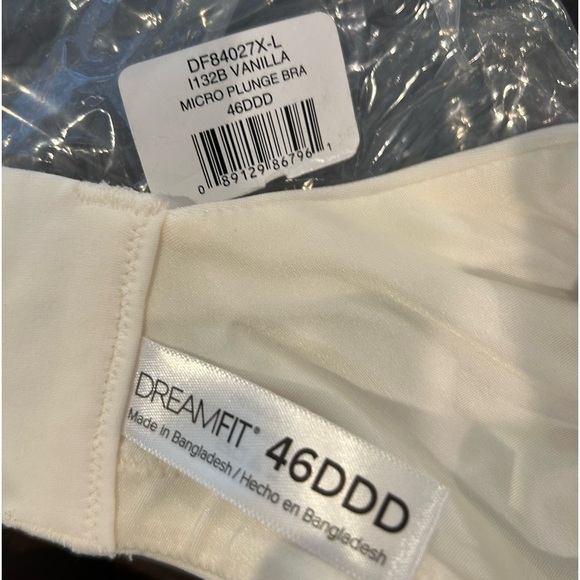 DF84027X-L
I132B VANILLA
MICRO PLUNGE BRA
46DDD
0 89129 86796 1
DREAMFIT® 46DDD
Made in Bangladesh / Hecho en Bangladesh